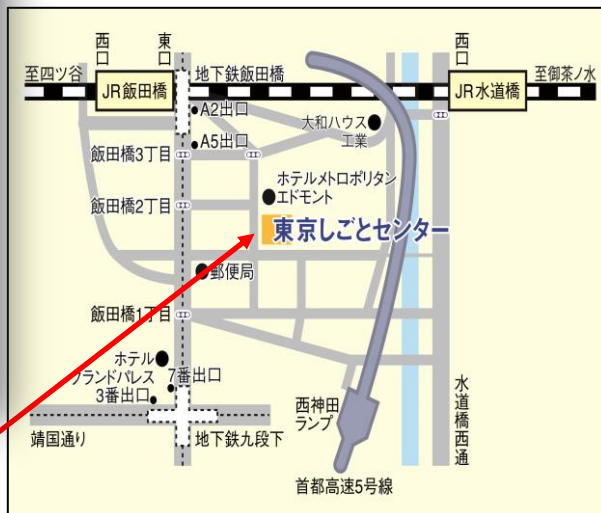 西口
東口
西口
至四ツ谷
地下鉄飯田橋
至御茶ノ水
JR飯田橋
JR水道橋
A2出口
大和ハウス
工業
A5出口
飯田橋3丁目
ホテルメトロポリタン
エドモント
飯田橋2丁目
東京しごとセンター
郵便局
飯田橋1丁目
ホテル
グランドパレス
7番出口
3番出口
西神田
ランプ
水道橋西通
靖国通り
地下鉄九段下
首都高速5号線